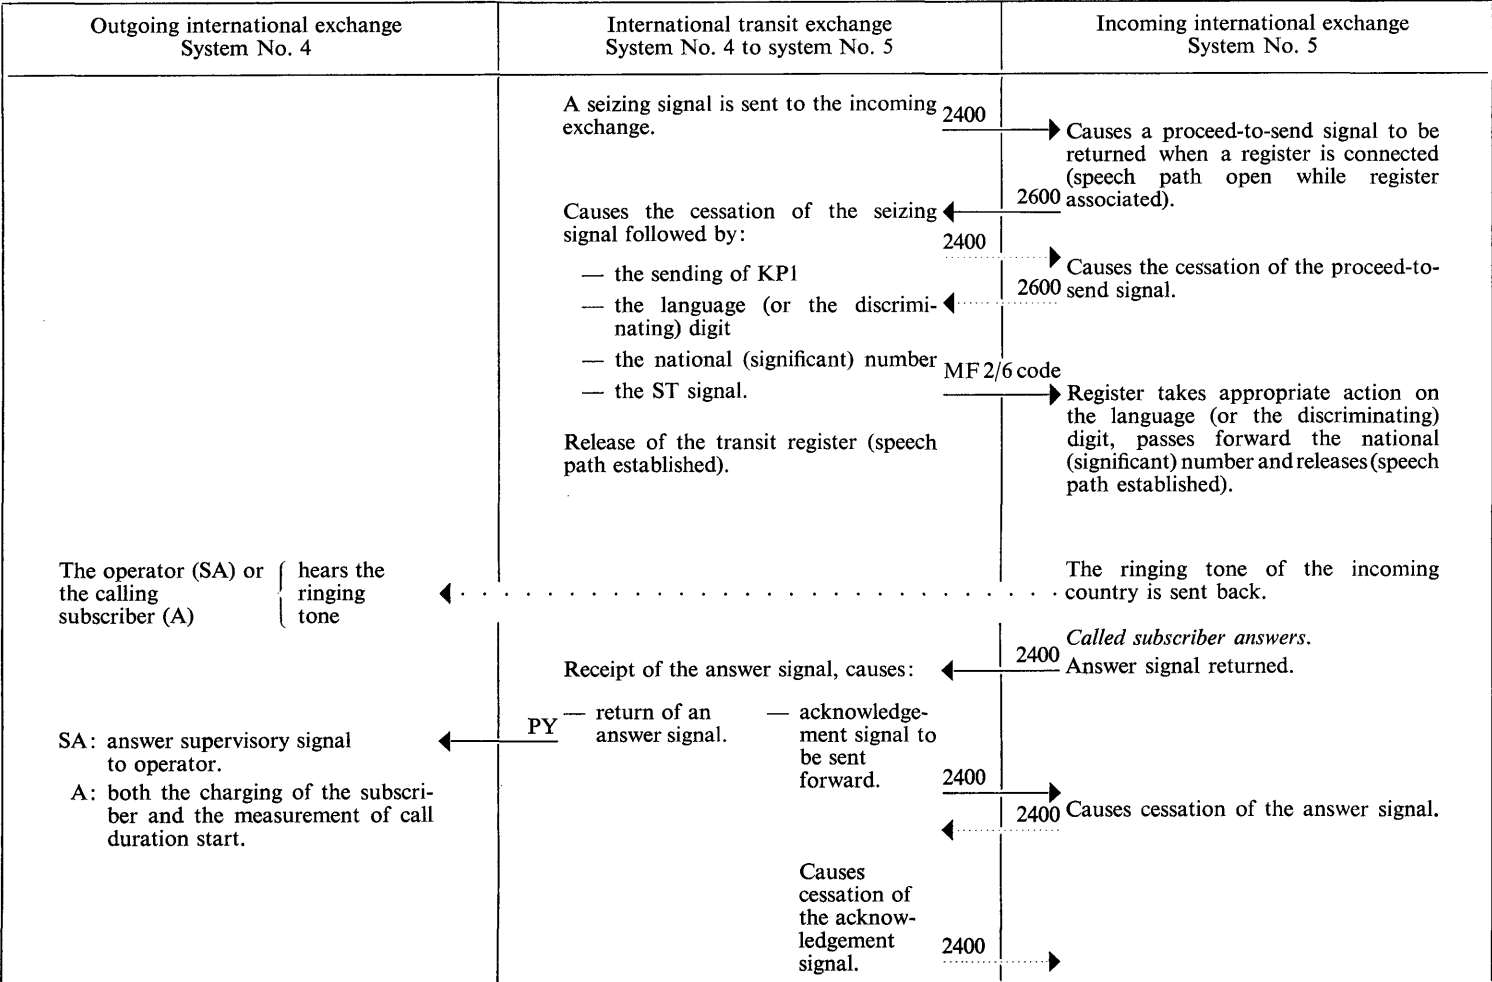 Outgoing international exchange
System No. 4
International transit exchange
System No. 4 to system No. 5
Incoming international exchange
System No. 5
A seizing signal is sent to the incoming
exchange.
2400
Causes a proceed-to-send signal to be
returned when a register is connected
(speech path open while register
associated).
2600
Causes the cessation of the seizing
signal followed by:
2400
— the sending of KP1
— the language (or the discrimi-
nating) digit
— the national (significant) number
— the ST signal.
Causes the cessation of the proceed-to-
send signal.
2600
MF 2/6 code
Register takes appropriate action on
the language (or the discriminating)
digit, passes forward the national
(significant) number and releases (speech
path established).
Release of the transit register (speech
path established).
The operator (SA) or
the calling
subscriber (A)
hears the
ringing
tone
The ringing tone of the incoming
country is sent back.
Called subscriber answers.
2400
Answer signal returned.
Receipt of the answer signal, causes:
PY
— return of an
answer signal.
— acknowledge-
ment signal to
be sent
forward.
SA: answer supervisory signal
to operator.
A: both the charging of the subscri-
ber and the measurement of call
duration start.
2400
2400
Causes cessation of the answer signal.
Causes
cessation of
the acknow-
ledgement
signal.
2400